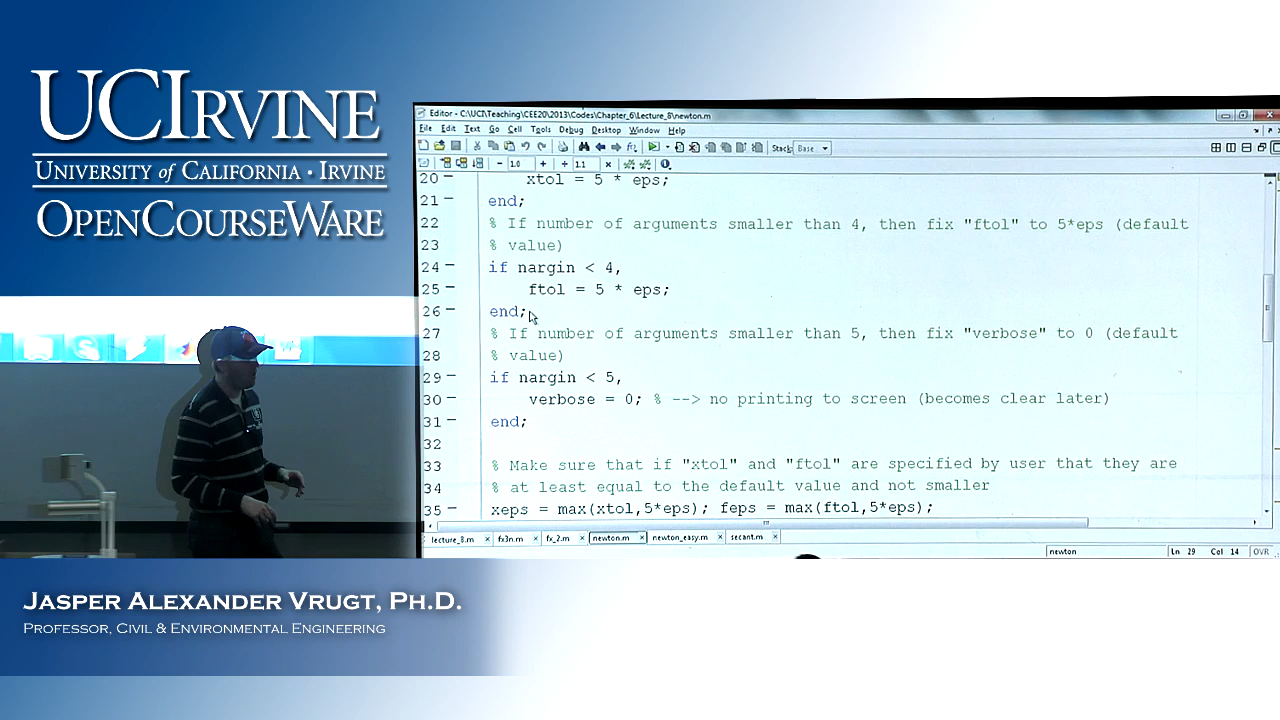 UCIRVINE
UNIVERSITY of CALIFORNIA · IRVINE
OPENCOURSEWARE
Editor - C:\UCI\Teaching\CEE20\2013\Codes\Chapter_6\Lecture_8\newton.m
File Edit Text Go Cell Tools Debug Desktop Window Help
Stack: Base
1.0 1.1
20 xtol = 5 * eps;
21 end;
22 % If number of arguments smaller than 4, then fix "ftol" to 5*eps (default
23 % value)
24 if nargin < 4,
25 ftol = 5 * eps;
26 end;
27 % If number of arguments smaller than 5, then fix "verbose" to 0 (default
28 % value)
29 if nargin < 5,
30 verbose = 0; % --> no printing to screen (becomes clear later)
31 end;
32
33 % Make sure that if "xtol" and "ftol" are specified by user that they are
34 % at least equal to the default value and not smaller
35 xeps = max(xtol,5*eps); feps = max(ftol,5*eps);
lecture_8.m fx3n.m fx_2.m newton.m newton_easy.m secant.m
newton Ln 29 Col 14 OVR
JASPER ALEXANDER VRUGT, PH.D.
PROFESSOR, CIVIL & ENVIRONMENTAL ENGINEERING